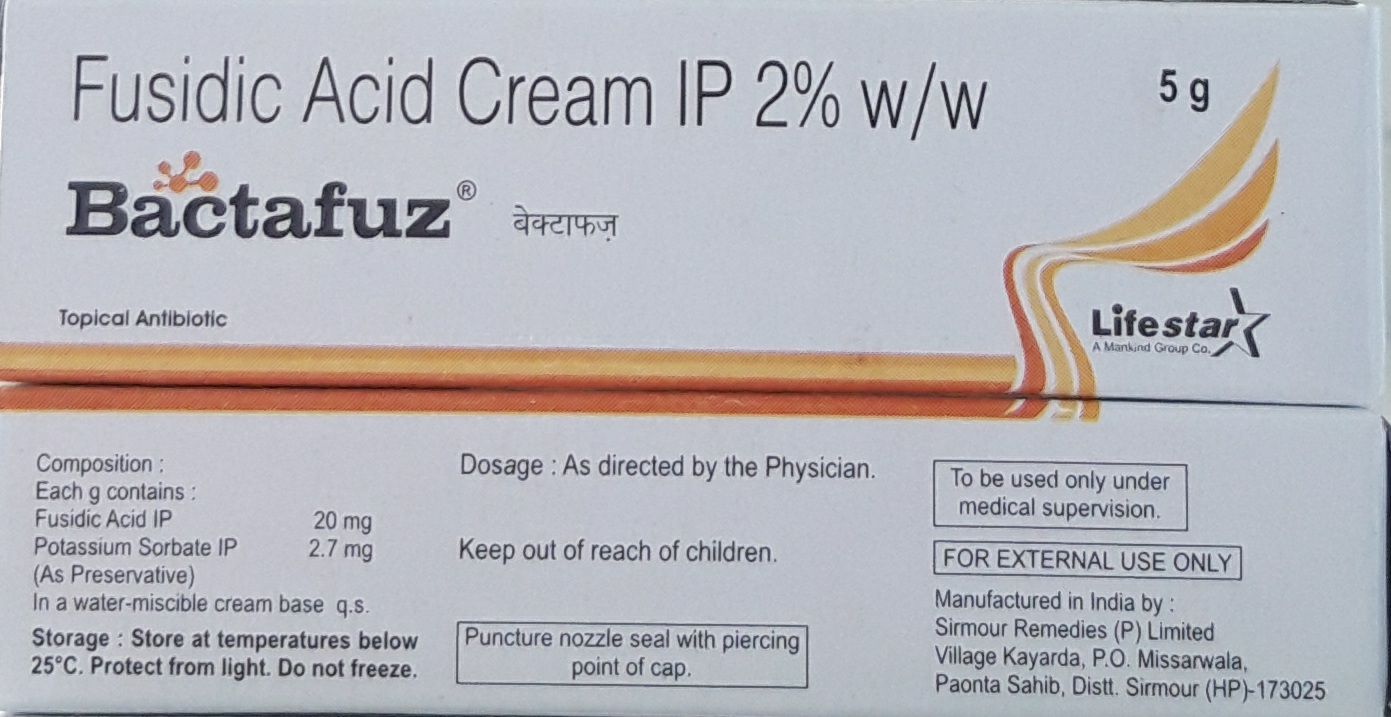 Fusidic Acid Cream IP 2% w/w
5 g
Bactafuz®
बेक्टाफज़
Topical Antibiotic
Lifestar
A Mankind Group Co.
Composition :
Each g contains :
Fusidic Acid IP 20 mg
Potassium Sorbate IP 2.7 mg
(As Preservative)
In a water-miscible cream base q.s.
Storage : Store at temperatures below
25°C. Protect from light. Do not freeze.
Dosage : As directed by the Physician.
Keep out of reach of children.
Puncture nozzle seal with piercing
point of cap.
To be used only under
medical supervision.
FOR EXTERNAL USE ONLY
Manufactured in India by :
Sirmour Remedies (P) Limited
Village Kayarda, P.O. Missarwala,
Paonta Sahib, Distt. Sirmour (HP)-173025